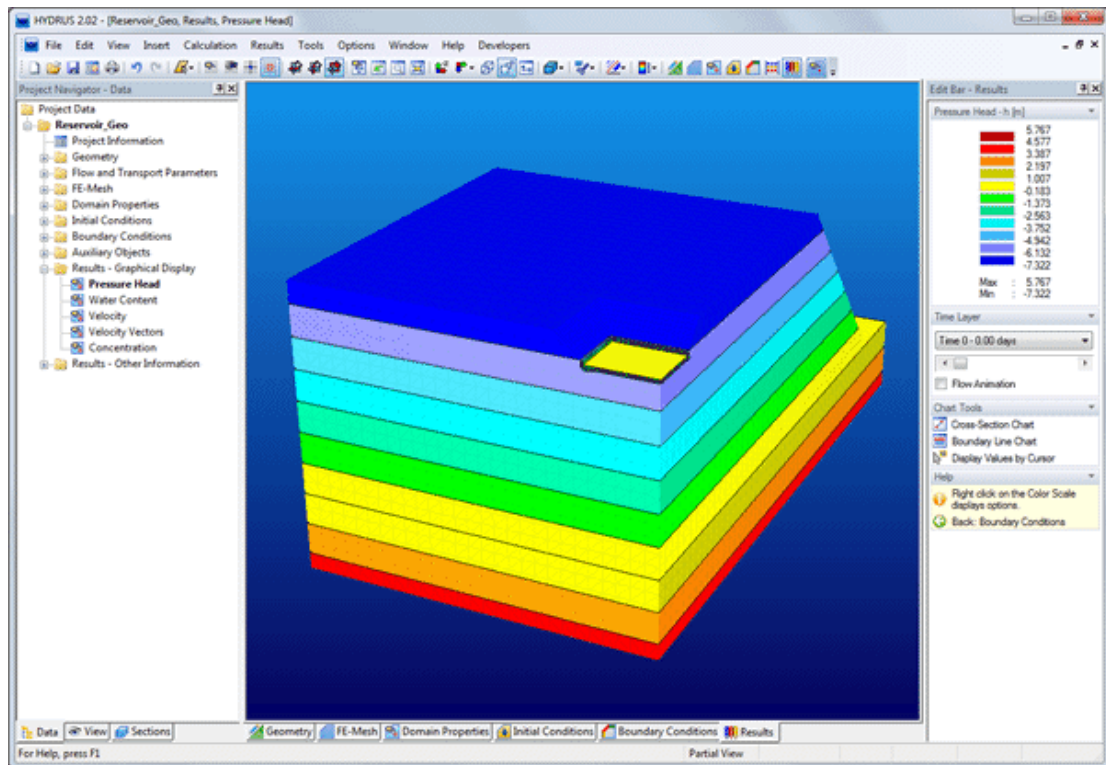 HYDRUS 2.02 - [Reservoir_Geo, Results, Pressure Head]
File Edit View Insert Calculation Results Tools Options Window Help Developers
Project Navigator - Data
Project Data
Reservoir_Geo
Project Information
Geometry
Flow and Transport Parameters
FE-Mesh
Domain Properties
Initial Conditions
Boundary Conditions
Auxiliary Objects
Results - Graphical Display
Pressure Head
Water Content
Velocity
Velocity Vectors
Concentration
Results - Other Information
Edit Bar - Results
Pressure Head - h [m]
5.767
4.577
3.387
2.197
1.007
-0.183
-1.373
-2.563
-3.752
-4.942
-6.132
-7.322
Max : 5.767
Min : -7.322
Time Layer
Time 0 - 0.00 days
Flow Animation
Chart Tools
Cross-Section Chart
Boundary Line Chart
Display Values by Cursor
Help
Right click on the Color Scale
displays options.
Back: Boundary Conditions
Data View Sections
Geometry FE-Mesh Domain Properties Initial Conditions Boundary Conditions Results
For Help, press F1
Partial View